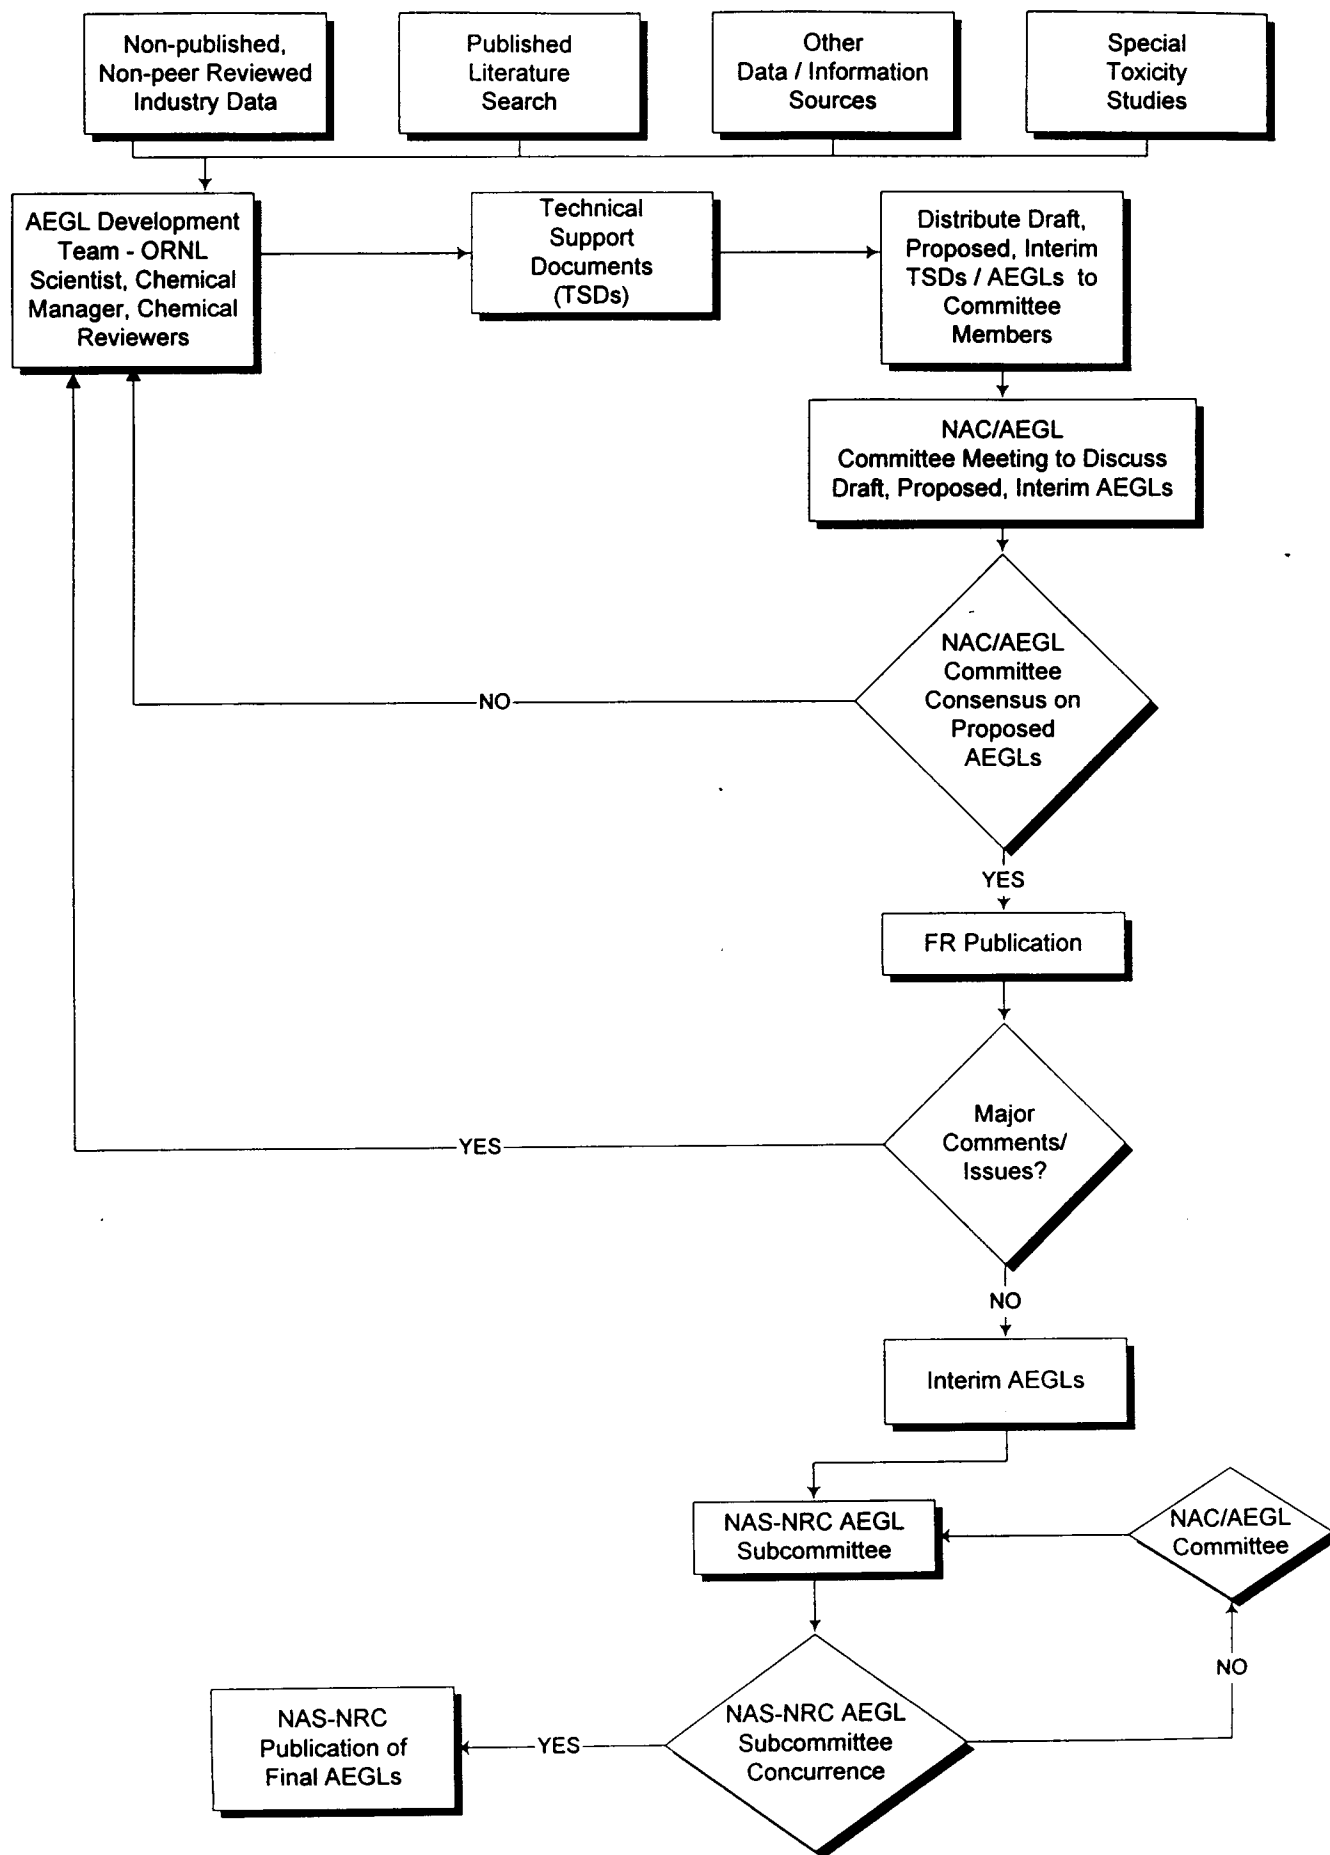 Non-published,
Non-peer Reviewed
Industry Data
Published
Literature
Search
Other
Data / Information
Sources
Special
Toxicity
Studies
AEGL Development
Team - ORNL
Scientist, Chemical
Manager, Chemical
Reviewers
Technical
Support
Documents
(TSDs)
Distribute Draft,
Proposed, Interim
TSDs / AEGLs to
Committee
Members
NAC/AEGL
Committee Meeting to Discuss
Draft, Proposed, Interim AEGLs
NAC/AEGL
Committee
Consensus on
Proposed
AEGLs
NO
YES
FR Publication
Major
Comments/
Issues?
YES
NO
Interim AEGLs
NAS-NRC AEGL
Subcommittee
NAC/AEGL
Committee
NO
NAS-NRC AEGL
Subcommittee
Concurrence
YES
NAS-NRC
Publication of
Final AEGLs